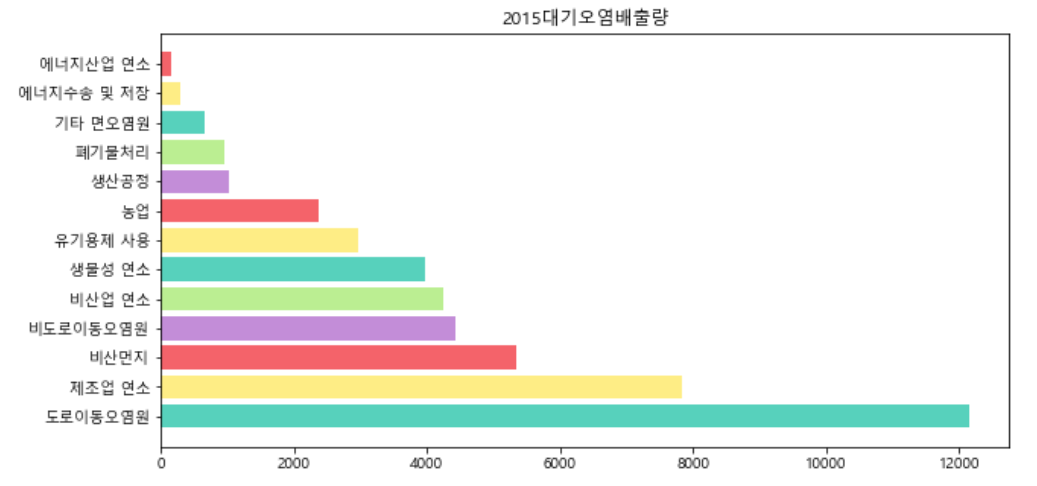 2015대기오염배출량
에너지산업 연소
에너지수송 및 저장
기타 면오염원
폐기물처리
생산공정
농업
유기용제 사용
생물성 연소
비산업 연소
비도로이동오염원
비산먼지
제조업 연소
도로이동오염원
0 2000 4000 6000 8000 10000 12000